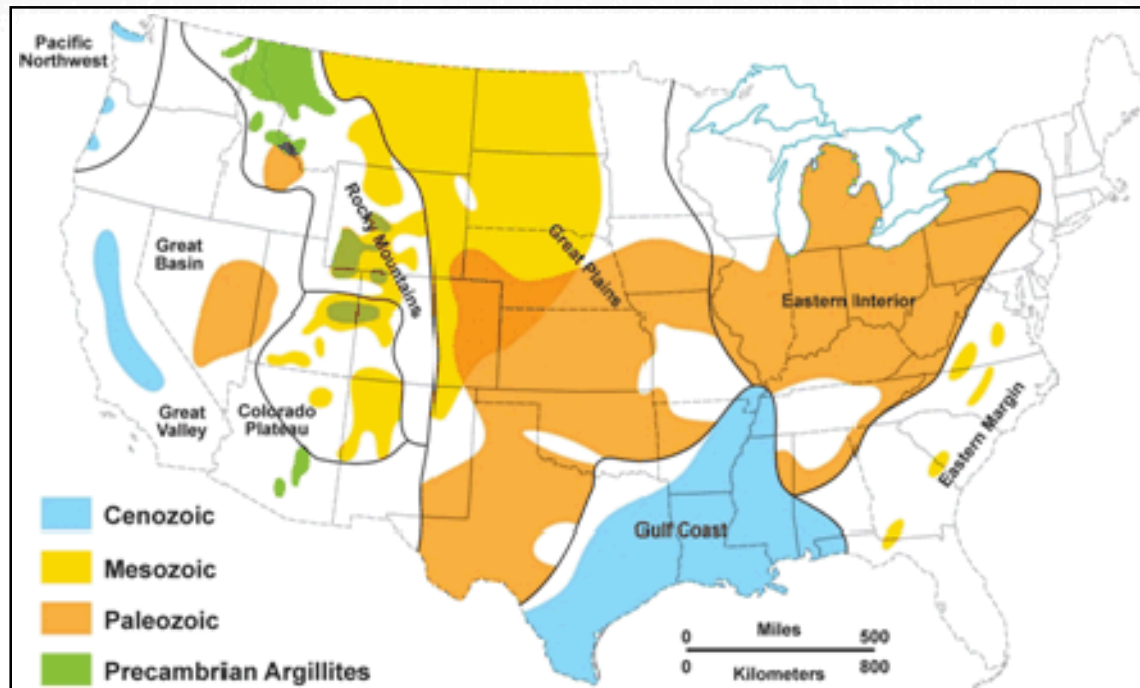 Pacific
Northwest
Great
Basin
Rocky Mountains
Great Plains
Eastern Interior
Great
Valley
Colorado
Plateau
Eastern Margin
Gulf Coast
Cenozoic
Mesozoic
Paleozoic
Precambrian Argillites
0 Miles 500
0 Kilometers 800